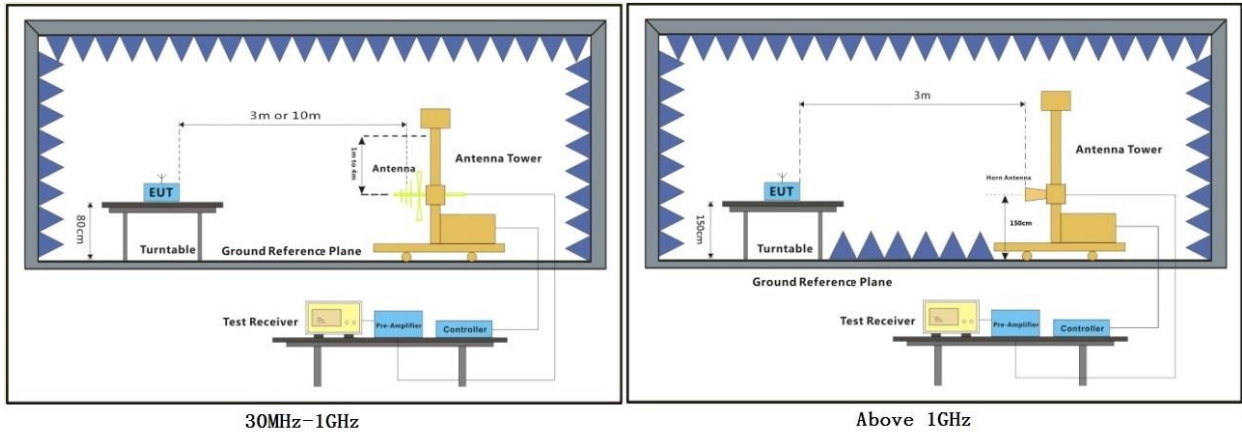 3m or 10m
1m to 4m
Antenna
Antenna Tower
EUT
80cm
Turntable
Ground Reference Plane
Test Receiver
Pre-Amplifier
Controller
30MHz-1GHz
3m
Antenna Tower
Horn Antenna
EUT
150cm
150cm
Turntable
Ground Reference Plane
Test Receiver
Pre-Amplifier
Controller
Above 1GHz